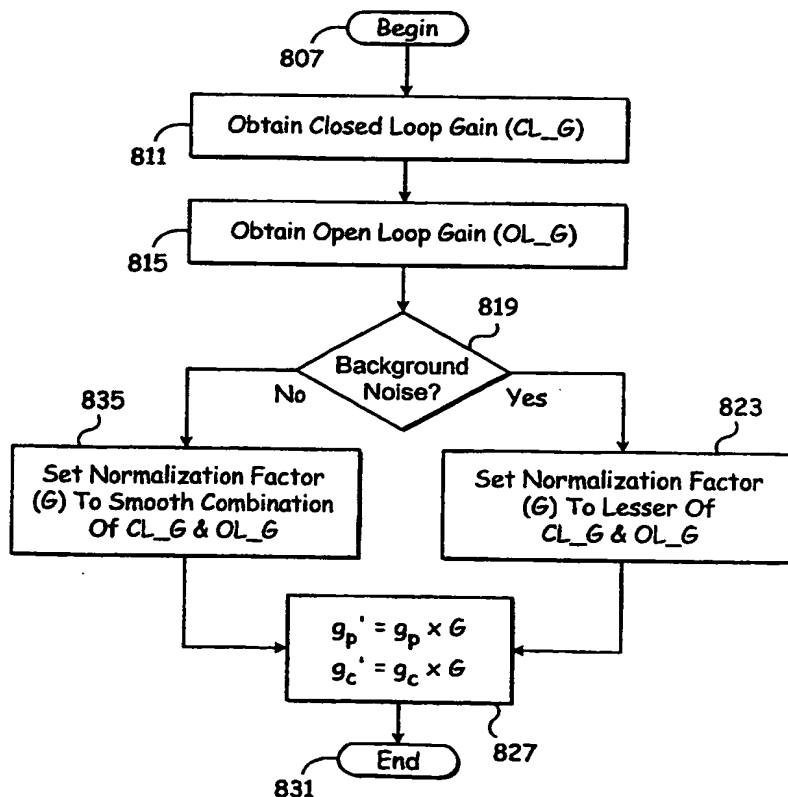 Begin
807
Obtain Closed Loop Gain (CL_G)
811
Obtain Open Loop Gain (OL_G)
815
819
Background
Noise?
No
Yes
835
Set Normalization Factor
(G) To Smooth Combination
Of CL_G & OL_G
823
Set Normalization Factor
(G) To Lesser Of
CL_G & OL_G
gp' = gp x G
gc' = gc x G
827
End
831